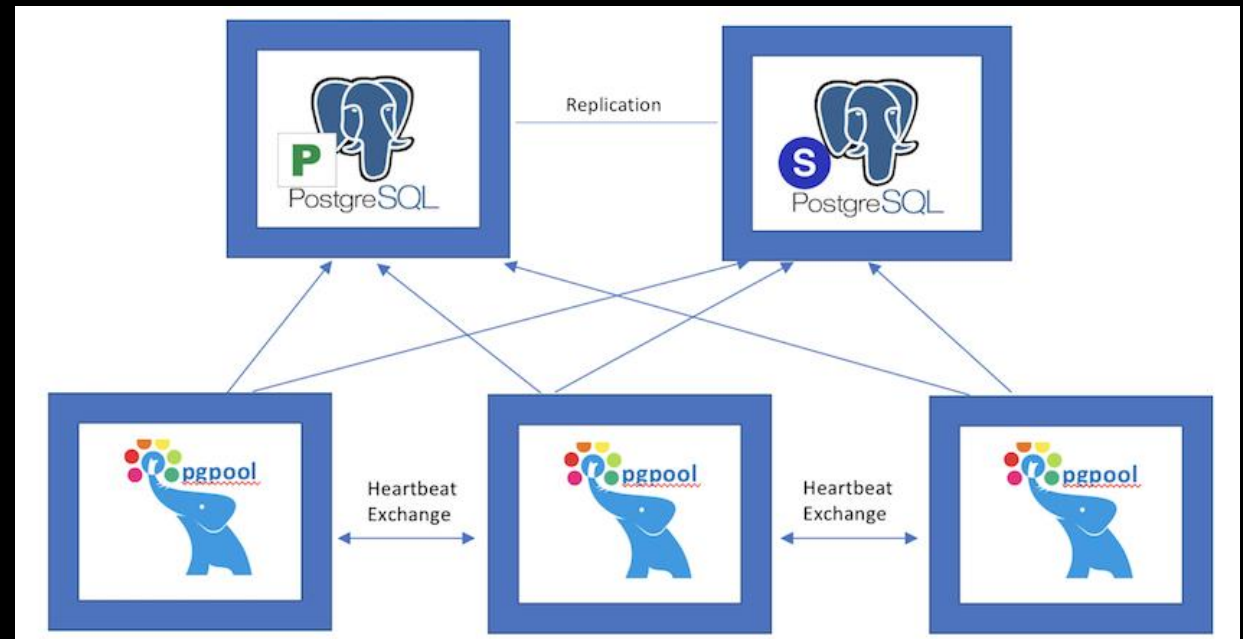 Replication
P
PostgreSQL
S
PostgreSQL
pgpool
Heartbeat
Exchange
pgpool
Heartbeat
Exchange
pgpool